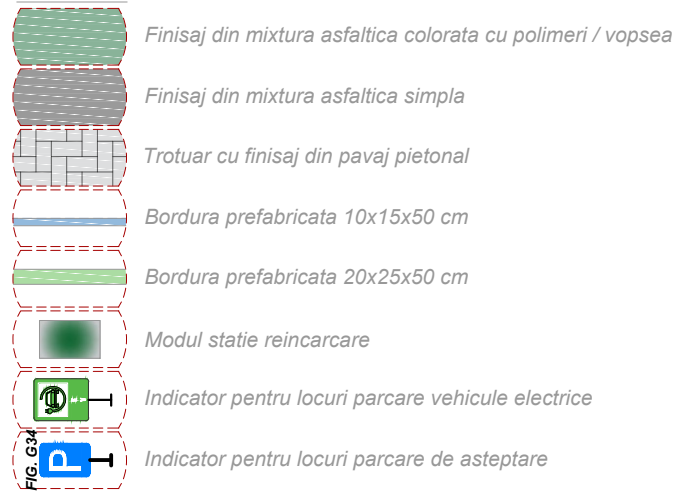 Finisaj din mixtura asfaltica colorata cu polimeri / vopsea
Finisaj din mixtura asfaltica simpla
Trotuar cu finisaj din pavaj pietonal
Bordura prefabricata 10x15x50 cm
Bordura prefabricata 20x25x50 cm
Modul statie reincarcare
Indicator pentru locuri parcare vehicule electrice
FIG. G34
P
Indicator pentru locuri parcare de asteptare